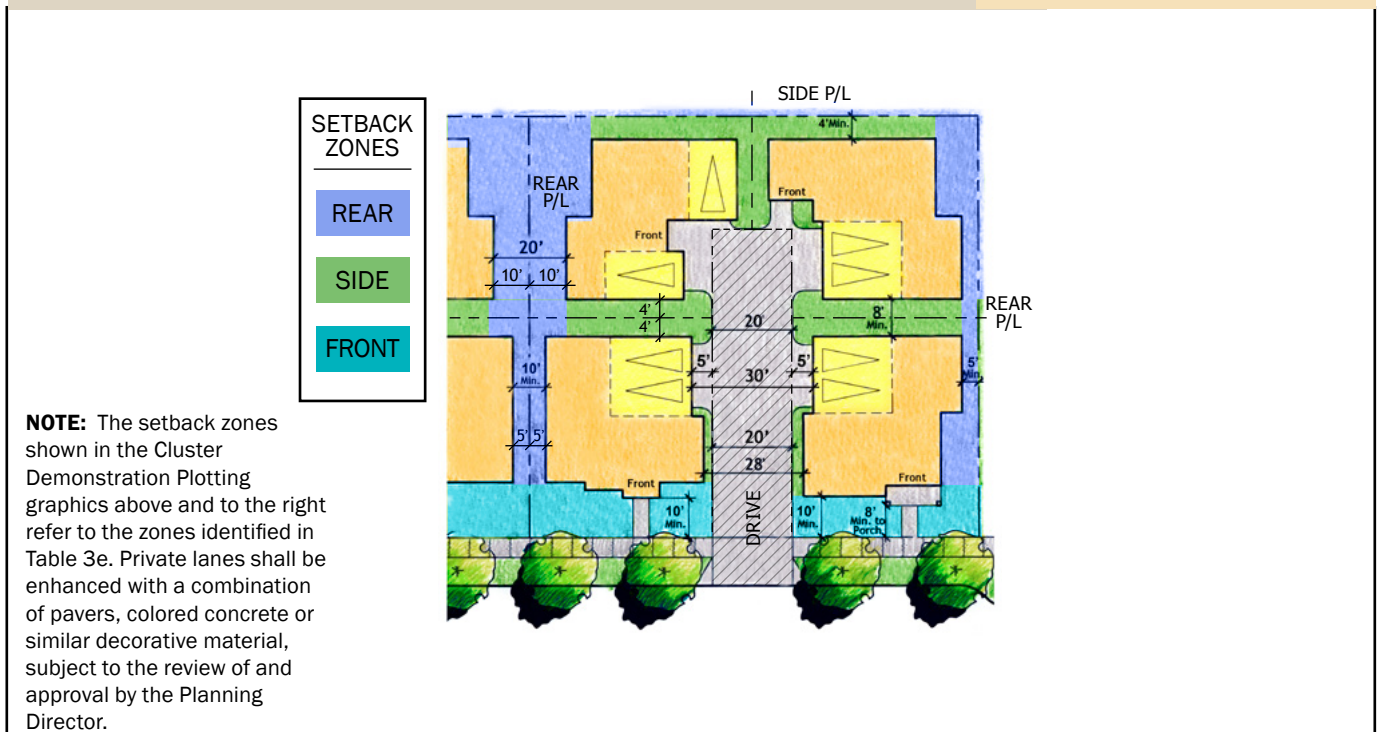 SETBACK
ZONES
REAR
SIDE
FRONT
NOTE: The setback zones
shown in the Cluster
Demonstration Plotting
graphics above and to the right
refer to the zones identified in
Table 3e. Private lanes shall be
enhanced with a combination
of pavers, colored concrete or
similar decorative material,
subject to the review of and
approval by the Planning
Director.
SIDE P/L
4'Min.
REAR
P/L
Front
Front
20'
10' 10'
4'
4'
20'
8'
Min.
REAR
P/L
10'
Min.
5'
30'
5'
5'
Min.
5' 5'
20'
28'
Front
Front
10'
Min.
DRIVE
10'
Min.
8'
Min. to
Porch